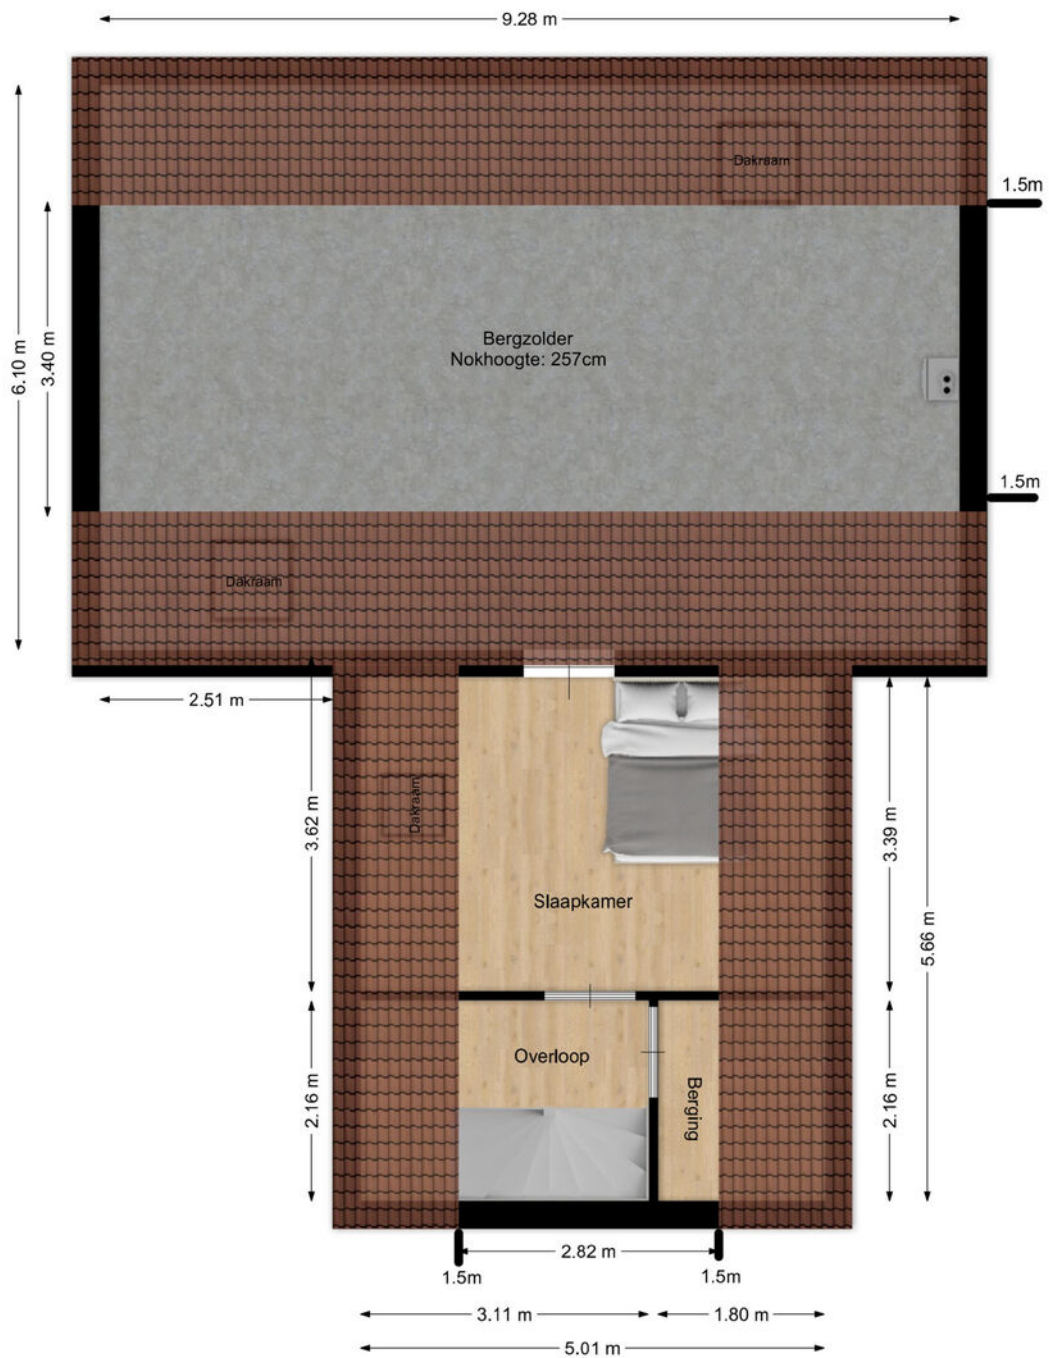 9.28 m
Dakraam
1.5m
6.10 m
3.40 m
Bergzolder
Nokhoogte: 257cm
1.5m
Dakraam
2.51 m
Dakraam
3.62 m
3.39 m
Slaapkamer
5.66 m
Overloop
Berging
2.16 m
2.16 m
2.82 m
1.5m
1.5m
3.11 m
1.80 m
5.01 m